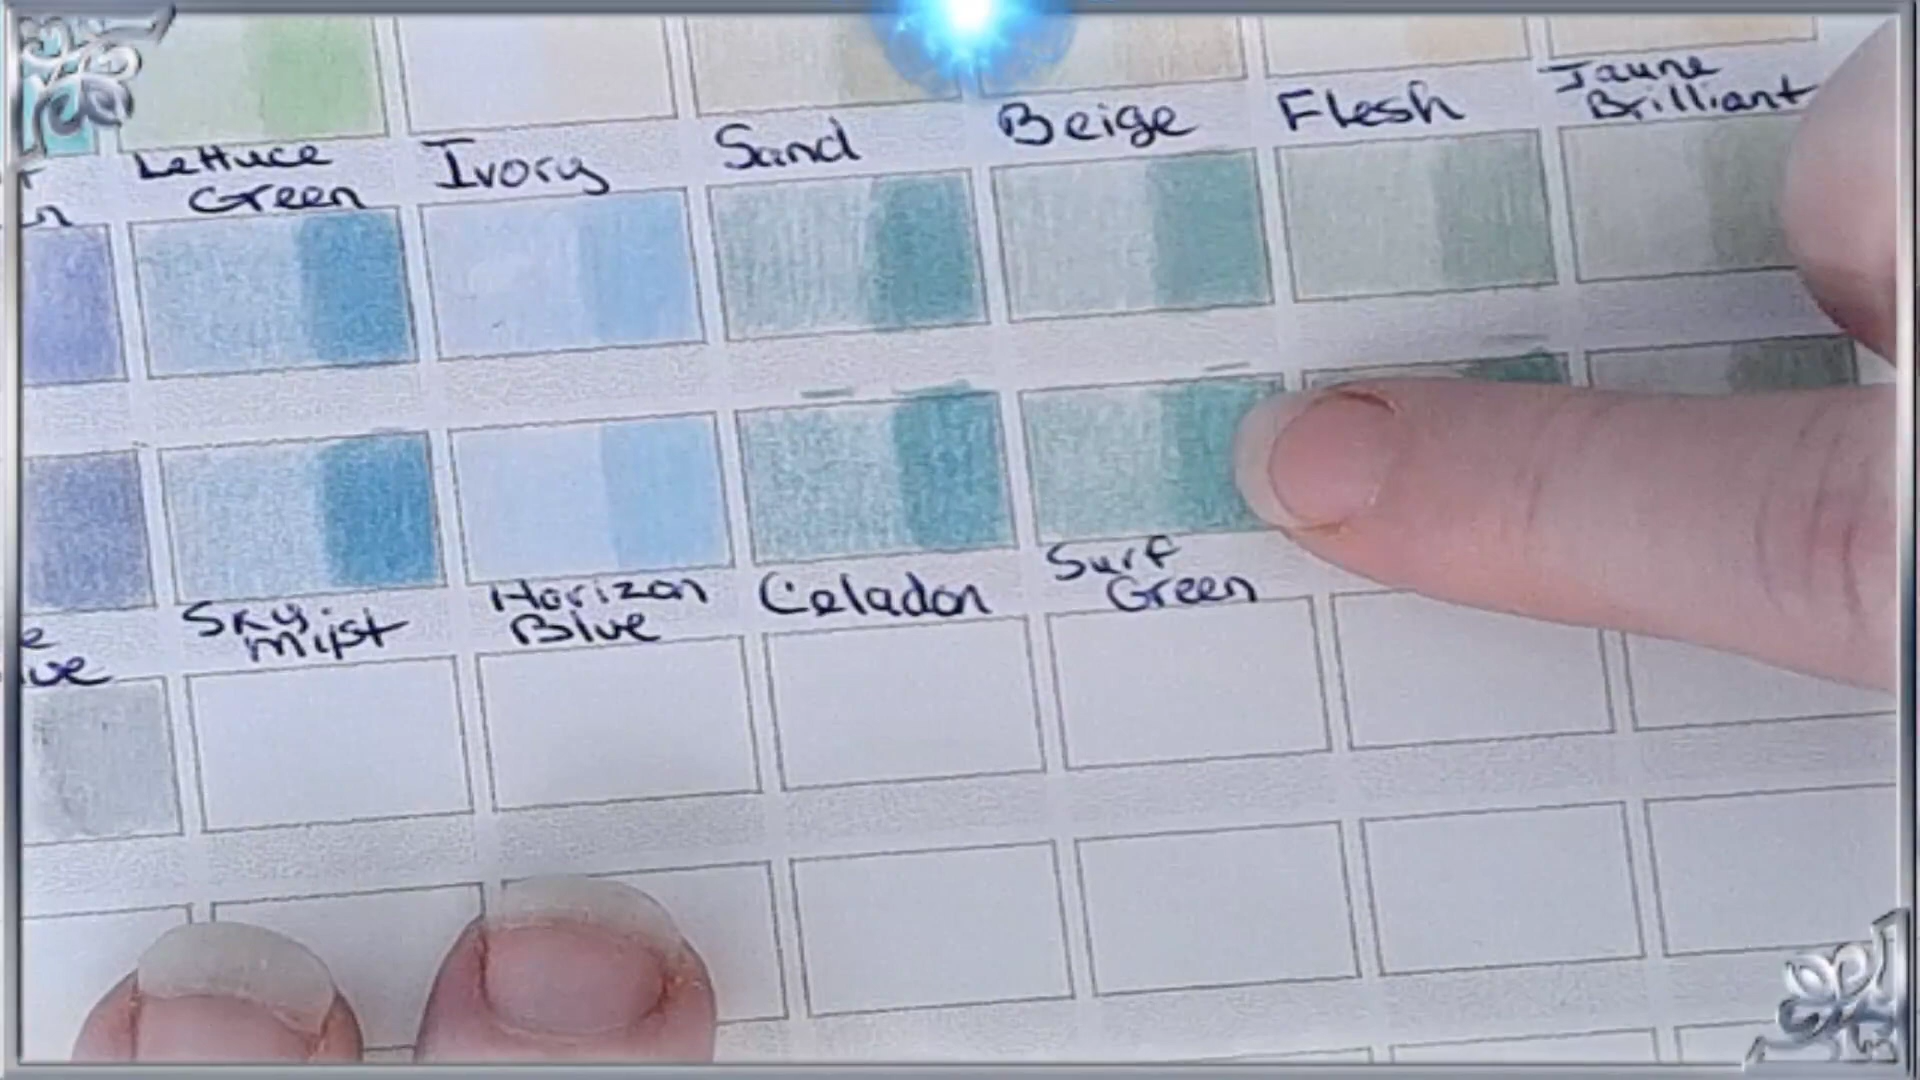 Lettuce
Green
Ivory
Sand
Beige
Flesh
Jaune
Brilliant
Sky
Mist
Horizon
Blue
Celadon
Surf
Green